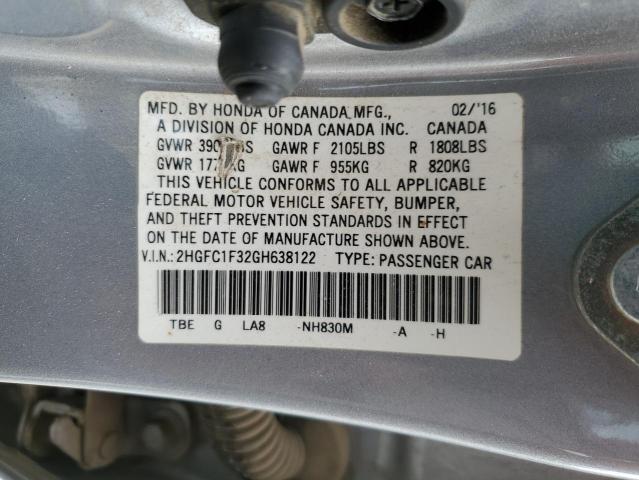 MFD. BY HONDA OF CANADA MFG., 02/'16
A DIVISION OF HONDA CANADA INC. CANADA
GVWR GAWR F 2105LBS R 1808LBS
GVWR GAWR F 955KG R 820KG
THIS VEHICLE CONFORMS TO ALL APPLICABLE
FEDERAL MOTOR VEHICLE SAFETY, BUMPER,
AND THEFT PREVENTION STANDARDS IN EFFECT
ON THE DATE OF MANUFACTURE SHOWN ABOVE.
V.I.N.: 2HGFC1F32GH638122 TYPE: PASSENGER CAR
TBE G LA8 -NH830M -A -H